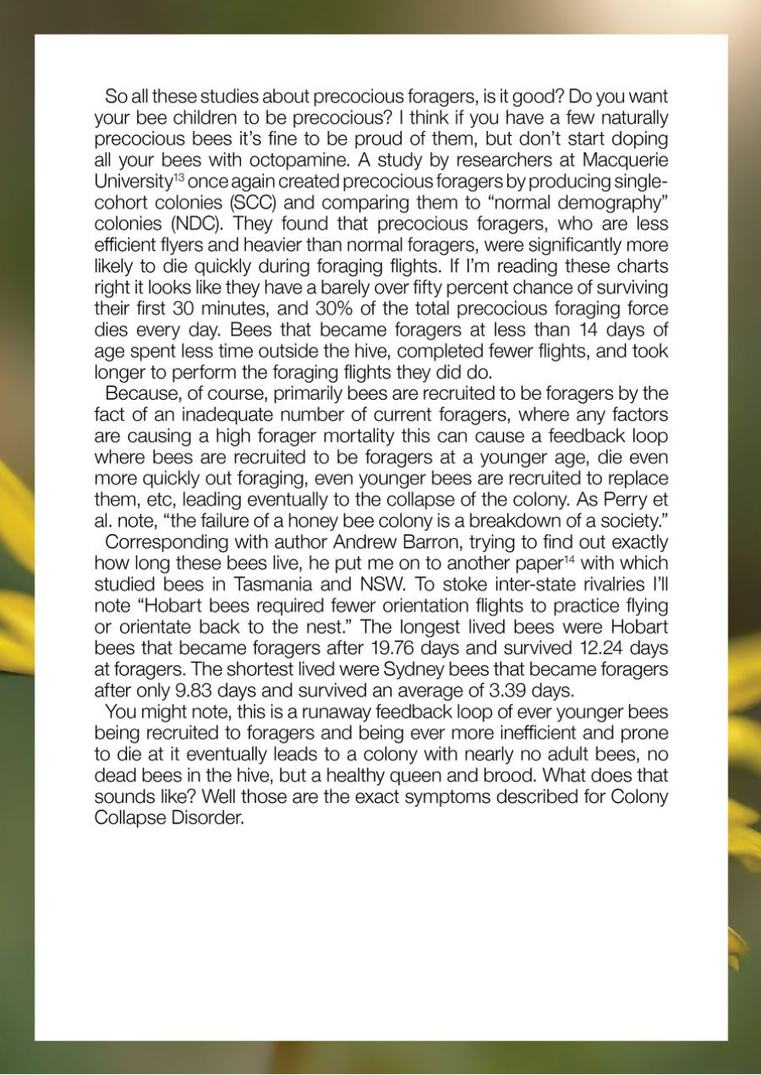 So all these studies about precocious foragers, is it good? Do you want
your bee children to be precocious? I think if you have a few naturally
precocious bees it’s fine to be proud of them, but don’t start doping
all your bees with octopamine. A study by researchers at Macquerie
University¹³ once again created precocious foragers by producing single-
cohort colonies (SCC) and comparing them to “normal demography”
colonies (NDC). They found that precocious foragers, who are less
efficient flyers and heavier than normal foragers, were significantly more
likely to die quickly during foraging flights. If I’m reading these charts
right it looks like they have a barely over fifty percent chance of surviving
their first 30 minutes, and 30% of the total precocious foraging force
dies every day. Bees that became foragers at less than 14 days of
age spent less time outside the hive, completed fewer flights, and took
longer to perform the foraging flights they did do.
Because, of course, primarily bees are recruited to be foragers by the
fact of an inadequate number of current foragers, where any factors
are causing a high forager mortality this can cause a feedback loop
where bees are recruited to be foragers at a younger age, die even
more quickly out foraging, even younger bees are recruited to replace
them, etc, leading eventually to the collapse of the colony. As Perry et
al. note, “the failure of a honey bee colony is a breakdown of a society.”
Corresponding with author Andrew Barron, trying to find out exactly
how long these bees live, he put me on to another paper¹⁴ with which
studied bees in Tasmania and NSW. To stoke inter-state rivalries I’ll
note “Hobart bees required fewer orientation flights to practice flying
or orientate back to the nest.” The longest lived bees were Hobart
bees that became foragers after 19.76 days and survived 12.24 days
at foragers. The shortest lived were Sydney bees that became foragers
after only 9.83 days and survived an average of 3.39 days.
You might note, this is a runaway feedback loop of ever younger bees
being recruited to foragers and being ever more inefficient and prone
to die at it eventually leads to a colony with nearly no adult bees, no
dead bees in the hive, but a healthy queen and brood. What does that
sounds like? Well those are the exact symptoms described for Colony
Collapse Disorder.